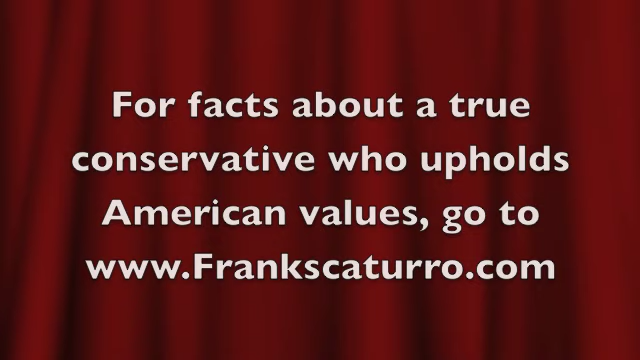 For facts about a true
conservative who upholds
American values, go to
www.Frankscaturro.com